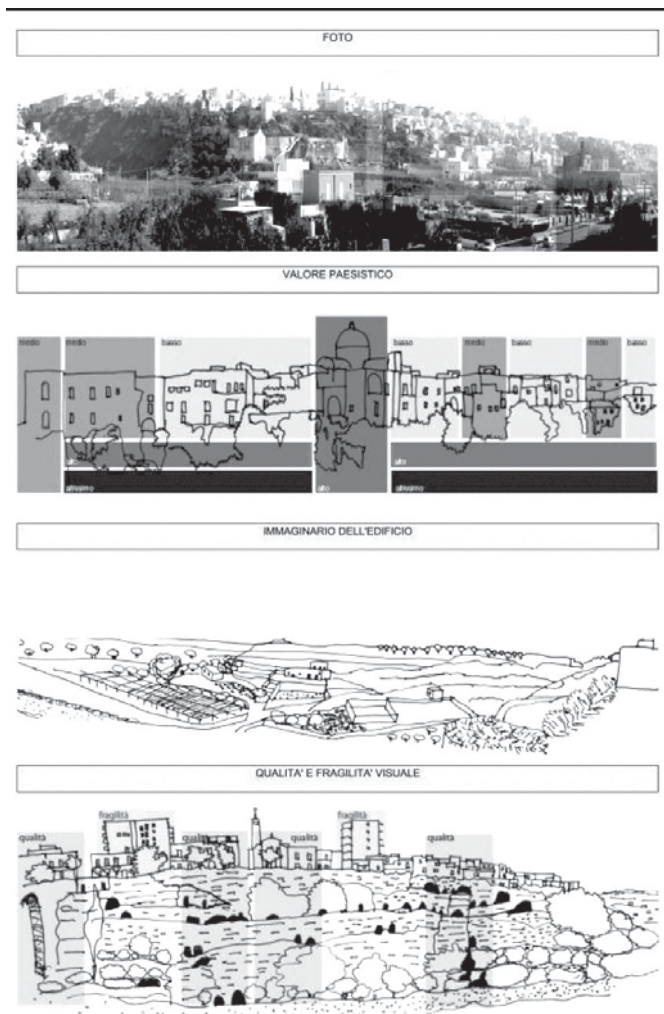 FOTO
VALORE PAESISTICO
medio medio basso basso medio basso medio basso
alto alto alto
altissimo altissimo
IMMAGINARIO DELL'EDIFICIO
QUALITA' E FRAGILITA' VISUALE
fragilità fragilità
qualità qualità qualità qualità